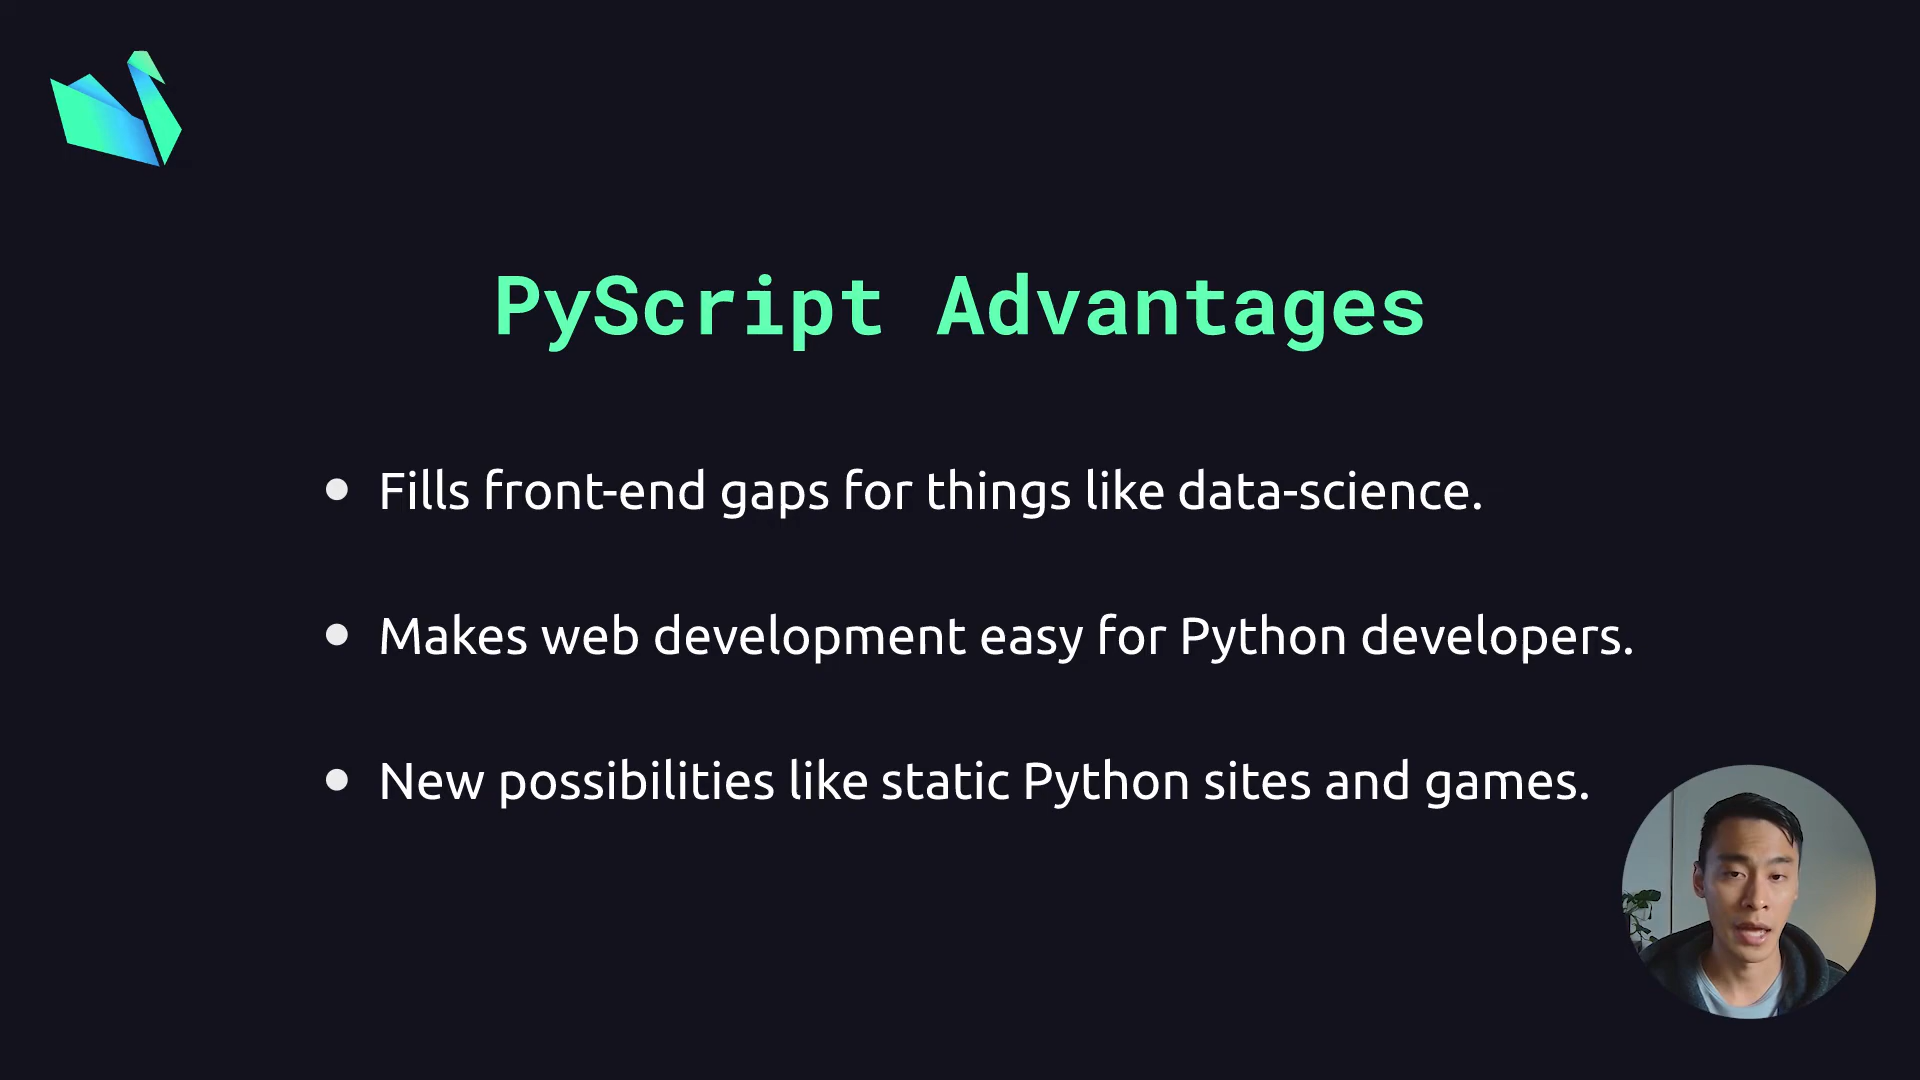 PyScript Advantages
Fills front-end gaps for things like data-science.
Makes web development easy for Python developers.
New possibilities like static Python sites and games.